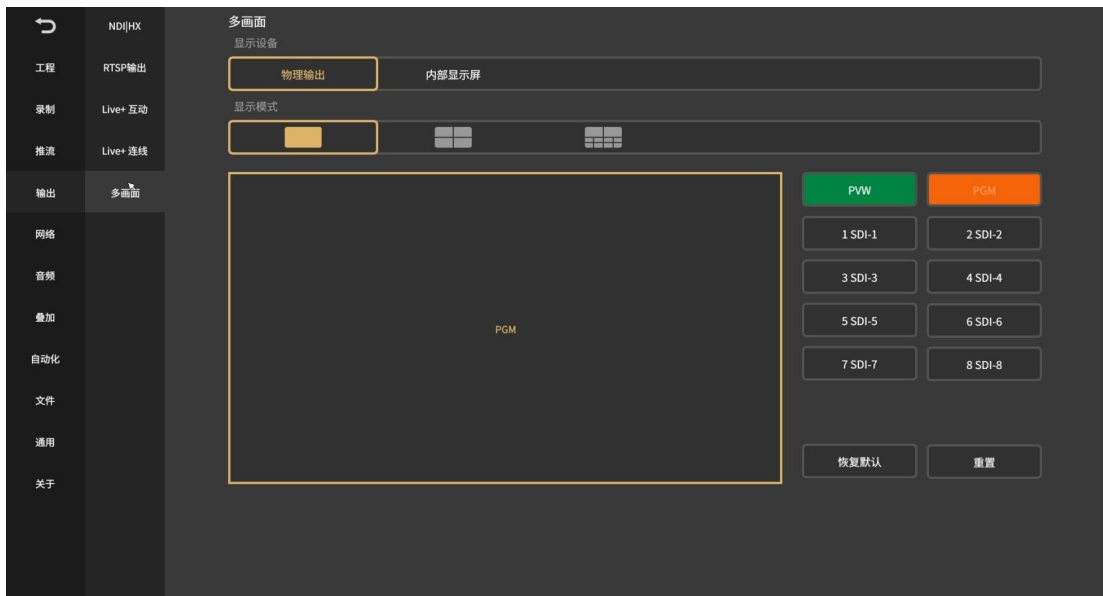 工程
录制
推流
输出
网络
音频
叠加
自动化
文件
通用
关于
NDI|HX
RTSP输出
Live+ 互动
Live+ 连线
多画面
多画面
显示设备
物理输出
内部显示屏
显示模式
PGM
PVW
PGM
1 SDI-1
2 SDI-2
3 SDI-3
4 SDI-4
5 SDI-5
6 SDI-6
7 SDI-7
8 SDI-8
恢复默认
重置